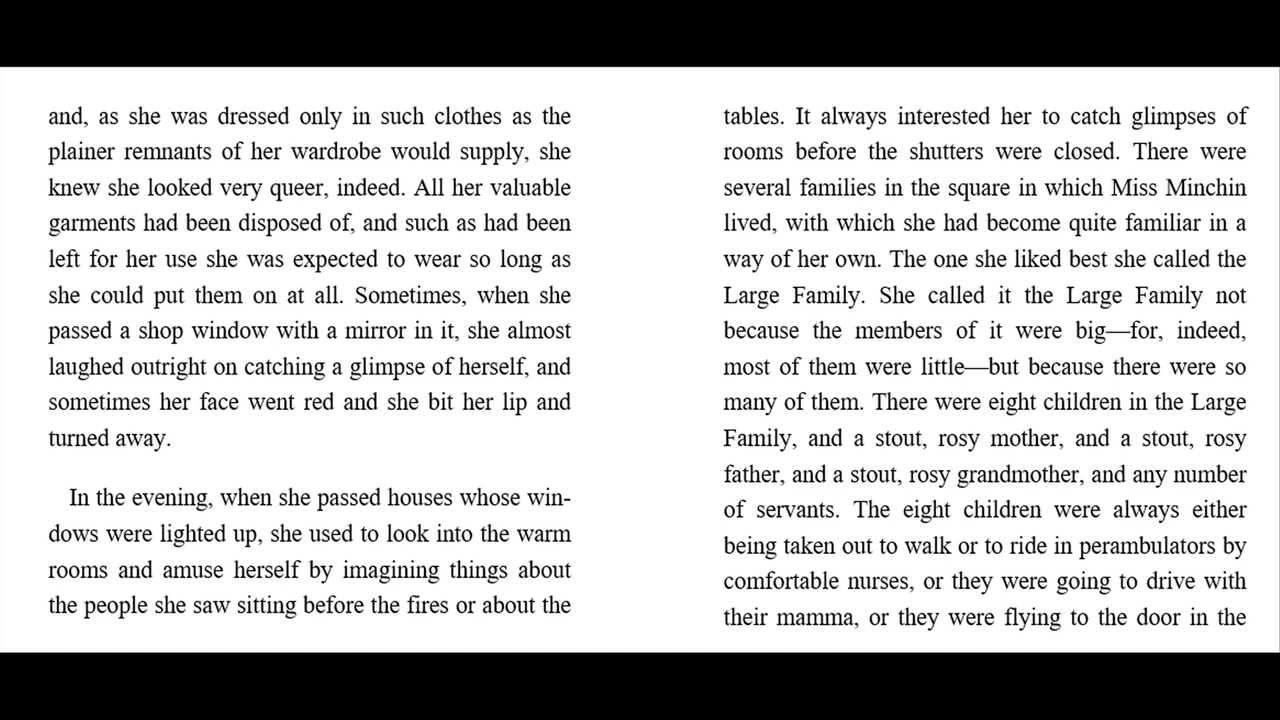 and, as she was dressed only in such clothes as the
plainer remnants of her wardrobe would supply, she
knew she looked very queer, indeed. All her valuable
garments had been disposed of, and such as had been
left for her use she was expected to wear so long as
she could put them on at all. Sometimes, when she
passed a shop window with a mirror in it, she almost
laughed outright on catching a glimpse of herself, and
sometimes her face went red and she bit her lip and
turned away.
In the evening, when she passed houses whose win-
dows were lighted up, she used to look into the warm
rooms and amuse herself by imagining things about
the people she saw sitting before the fires or about the
tables. It always interested her to catch glimpses of
rooms before the shutters were closed. There were
several families in the square in which Miss Minchin
lived, with which she had become quite familiar in a
way of her own. The one she liked best she called the
Large Family. She called it the Large Family not
because the members of it were big—for, indeed,
most of them were little—but because there were so
many of them. There were eight children in the Large
Family, and a stout, rosy mother, and a stout, rosy
father, and a stout, rosy grandmother, and any number
of servants. The eight children were always either
being taken out to walk or to ride in perambulators by
comfortable nurses, or they were going to drive with
their mamma, or they were flying to the door in the